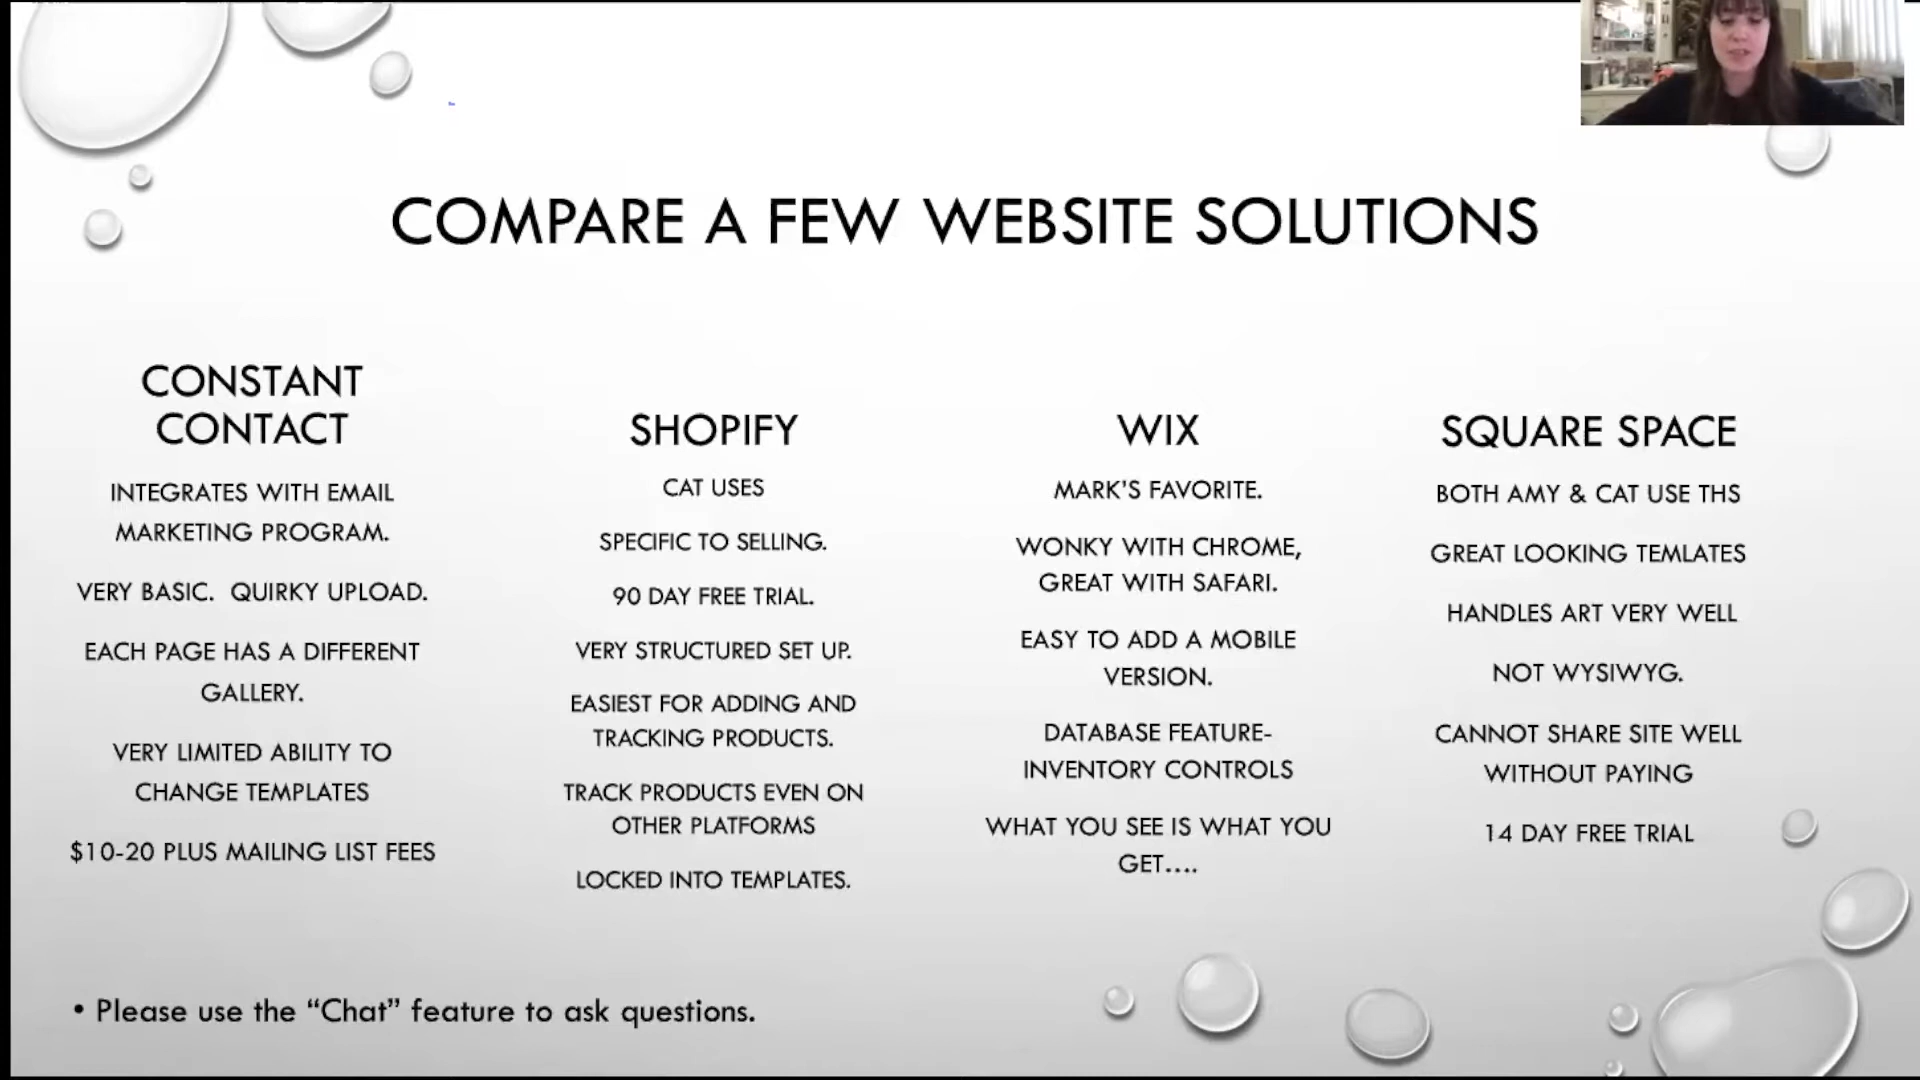 COMPARE A FEW WEBSITE SOLUTIONS
CONSTANT
CONTACT
INTEGRATES WITH EMAIL
MARKETING PROGRAM.
VERY BASIC.  QUIRKY UPLOAD.
EACH PAGE HAS A DIFFERENT
GALLERY.
VERY LIMITED ABILITY TO
CHANGE TEMPLATES
$10-20 PLUS MAILING LIST FEES
SHOPIFY
CAT USES
SPECIFIC TO SELLING.
90 DAY FREE TRIAL.
VERY STRUCTURED SET UP.
EASIEST FOR ADDING AND
TRACKING PRODUCTS.
TRACK PRODUCTS EVEN ON
OTHER PLATFORMS
LOCKED INTO TEMPLATES.
WIX
MARK'S FAVORITE.
WONKY WITH CHROME,
GREAT WITH SAFARI.
EASY TO ADD A MOBILE
VERSION.
DATABASE FEATURE-
INVENTORY CONTROLS
WHAT YOU SEE IS WHAT YOU
GET....
SQUARE SPACE
BOTH AMY & CAT USE THS
GREAT LOOKING TEMLATES
HANDLES ART VERY WELL
NOT WYSIWYG.
CANNOT SHARE SITE WELL
WITHOUT PAYING
14 DAY FREE TRIAL
• Please use the “Chat” feature to ask questions.